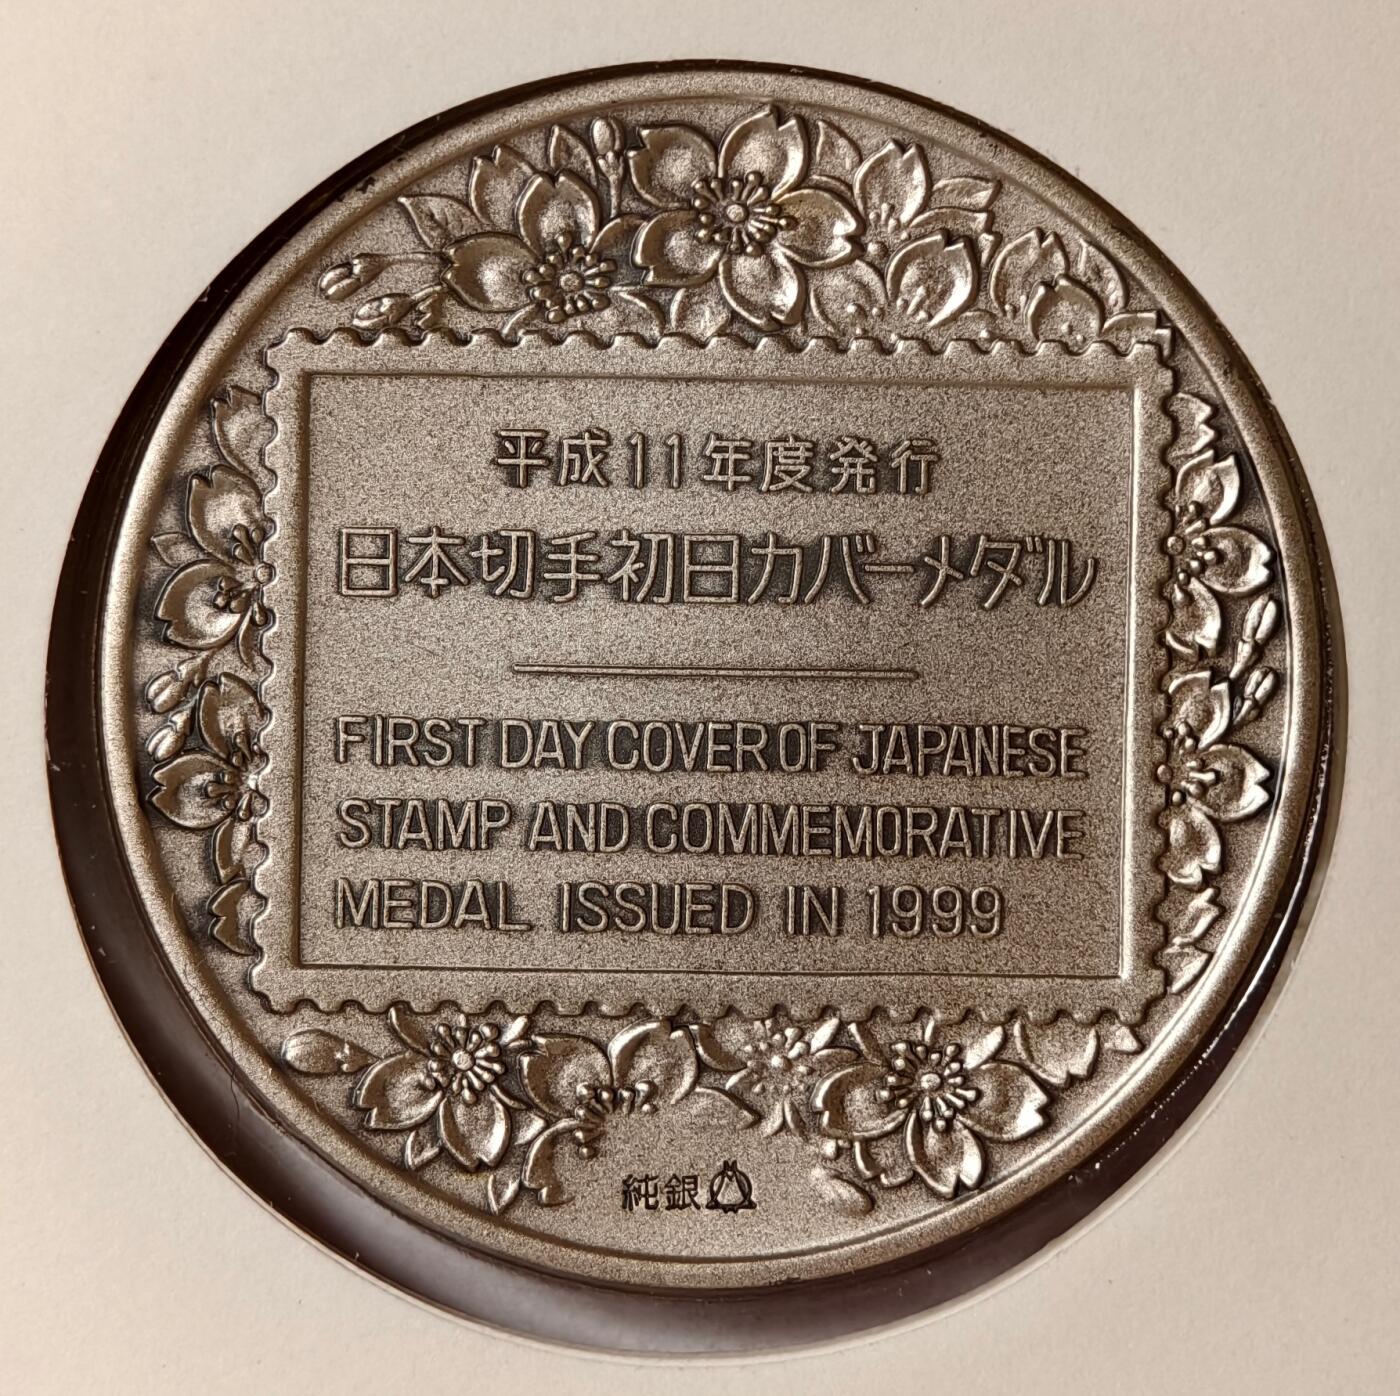 平成11年度発行
日本切手初日カバーメダル
FIRST DAY COVER OF JAPANESE
STAMP AND COMMEMORATIVE
MEDAL ISSUED IN 1999
純銀